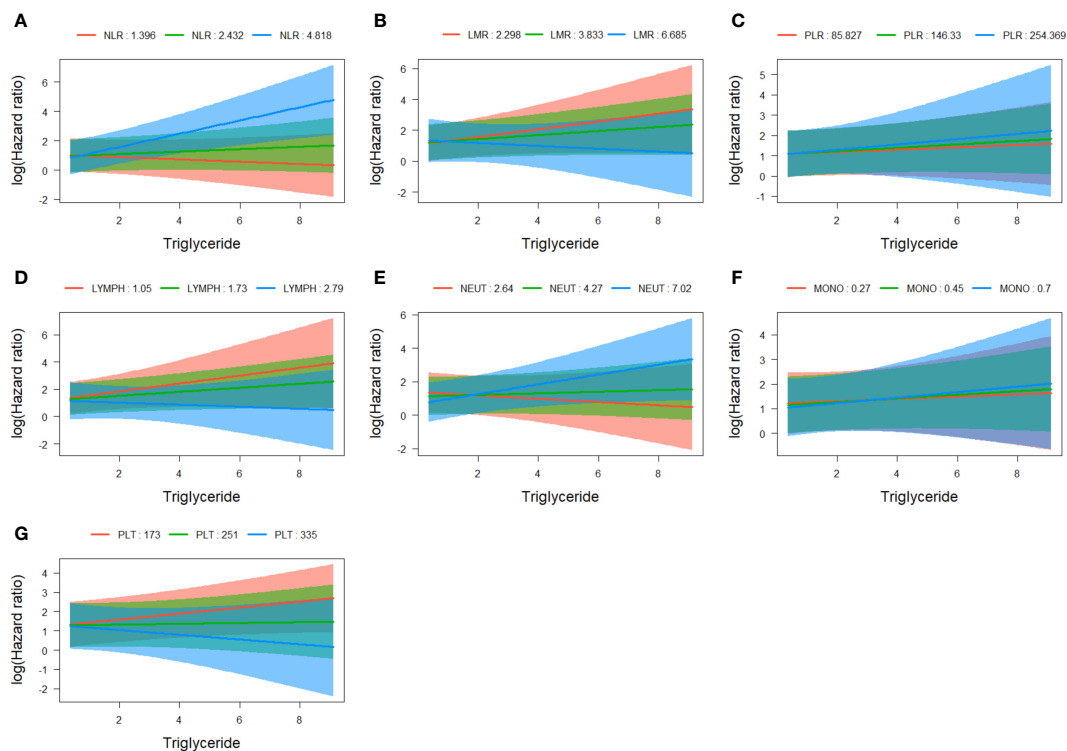 A
NLR : 1.396 NLR : 2.432 NLR : 4.818
log(Hazard ratio)
6
4
2
0
-2
2 4 6 8
Triglyceride
B
LMR : 2.298 LMR : 3.833 LMR : 6.685
log(Hazard ratio)
6
4
2
0
-2
2 4 6 8
Triglyceride
C
PLR : 85.827 PLR : 146.33 PLR : 254.369
log(Hazard ratio)
5
4
3
2
1
0
-1
2 4 6 8
Triglyceride
D
LYMPH : 1.05 LYMPH : 1.73 LYMPH : 2.79
log(Hazard ratio)
6
4
2
0
-2
2 4 6 8
Triglyceride
E
NEUT : 2.64 NEUT : 4.27 NEUT : 7.02
log(Hazard ratio)
6
4
2
0
-2
2 4 6 8
Triglyceride
F
MONO : 0.27 MONO : 0.45 MONO : 0.7
log(Hazard ratio)
4
3
2
1
0
2 4 6 8
Triglyceride
G
PLT : 173 PLT : 251 PLT : 335
log(Hazard ratio)
4
3
2
1
0
-1
-2
2 4 6 8
Triglyceride